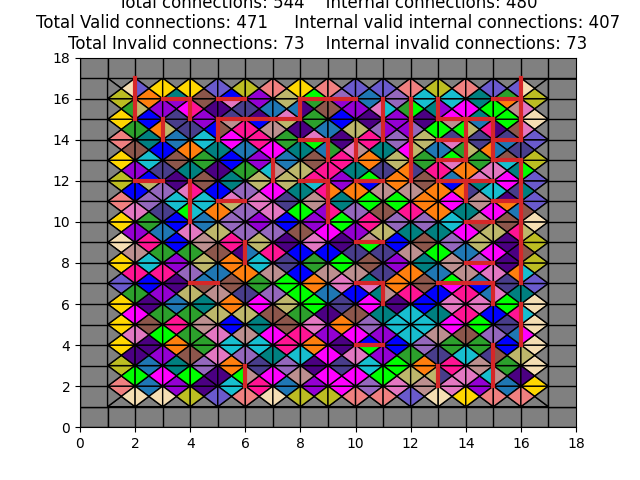 Total connections: 544    Internal connections: 480
Total Valid connections: 471     Internal valid internal connections: 407
Total Invalid connections: 73    Internal invalid connections: 73
18
16
14
12
10
8
6
4
2
0
0 2 4 6 8 10 12 14 16 18